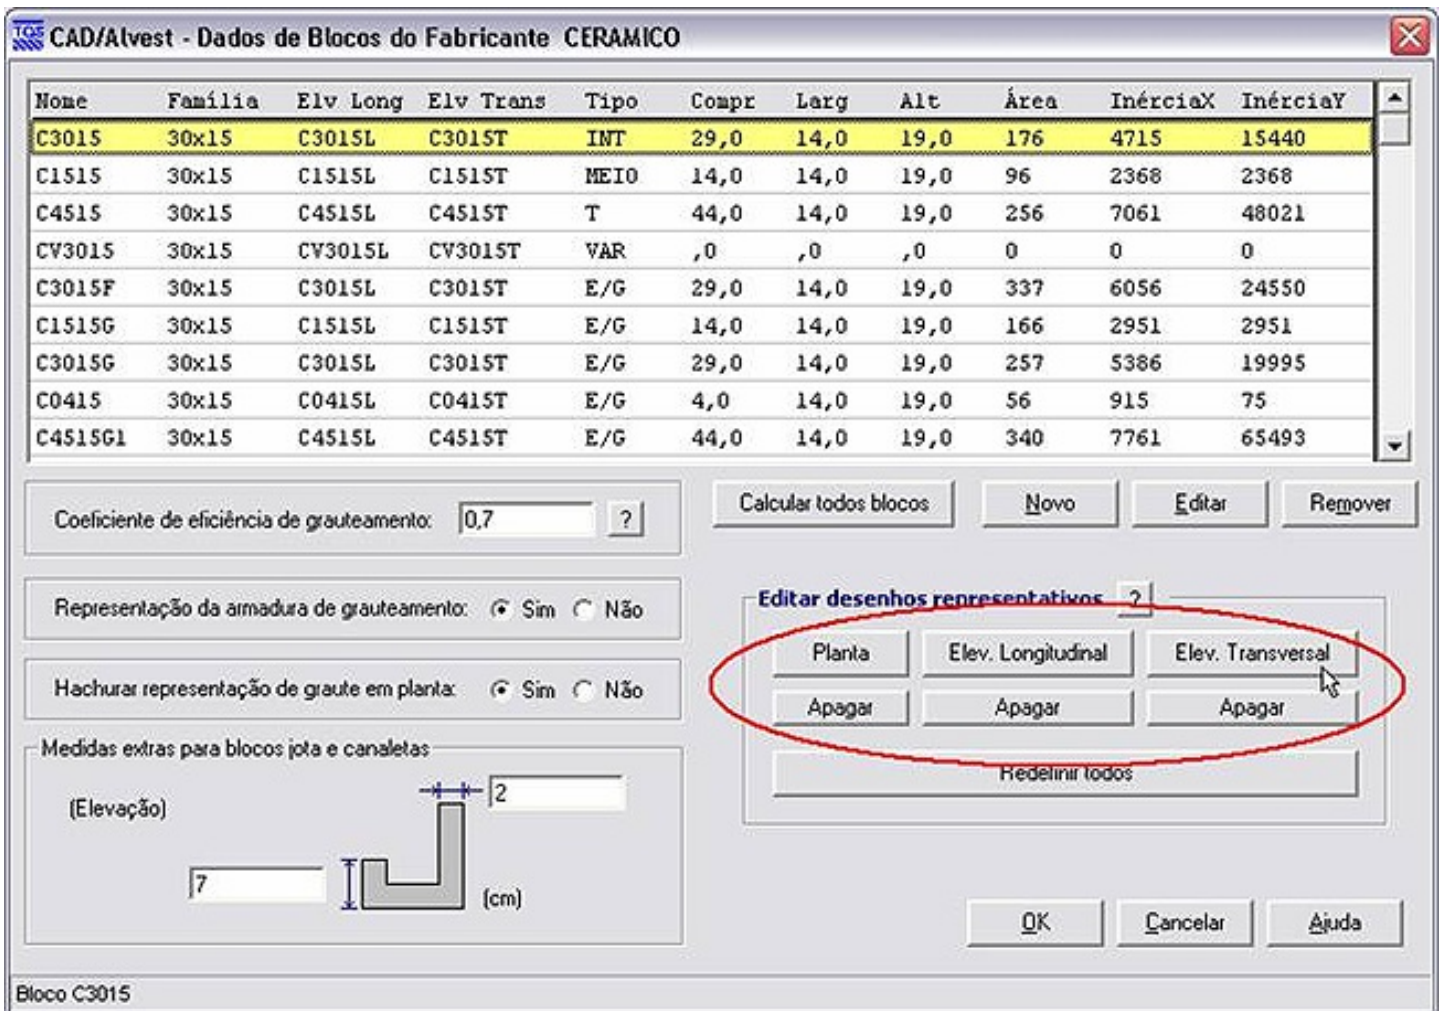 TQS CAD/Alvest - Dados de Blocos do Fabricante CERAMICO
Nome Família Elv Long Elv Trans Tipo Compr Larg Alt Área InérciaX InérciaY
C3015 30x15 C3015L C3015T INT 29,0 14,0 19,0 176 4715 15440
C1515 30x15 C1515L C1515T MEIO 14,0 14,0 19,0 96 2368 2368
C4515 30x15 C4515L C4515T T 44,0 14,0 19,0 256 7061 48021
CV3015 30x15 CV3015L CV3015T VAR ,0 ,0 ,0 0 0 0
C3015F 30x15 C3015L C3015T E/G 29,0 14,0 19,0 337 6056 24550
C1515G 30x15 C1515L C1515T E/G 14,0 14,0 19,0 166 2951 2951
C3015G 30x15 C3015L C3015T E/G 29,0 14,0 19,0 257 5386 19995
C0415 30x15 C0415L C0415T E/G 4,0 14,0 19,0 56 915 75
C4515G1 30x15 C4515L C4515T E/G 44,0 14,0 19,0 340 7761 65493
Coeficiente de eficiência de grauteamento: 0,7 ?
Calcular todos blocos Novo Editar Remover
Representação da armadura de grauteamento: Sim Não
Hachurar representação de graute em planta: Sim Não
Medidas extras para blocos jota e canaletas
(Elevação)
2
7
(cm)
Editar desenhos representativos ?
Planta Elev. Longitudinal Elev. Transversal
Apagar Apagar Apagar
Redefinir todos
OK Cancelar Ajuda
Bloco C3015